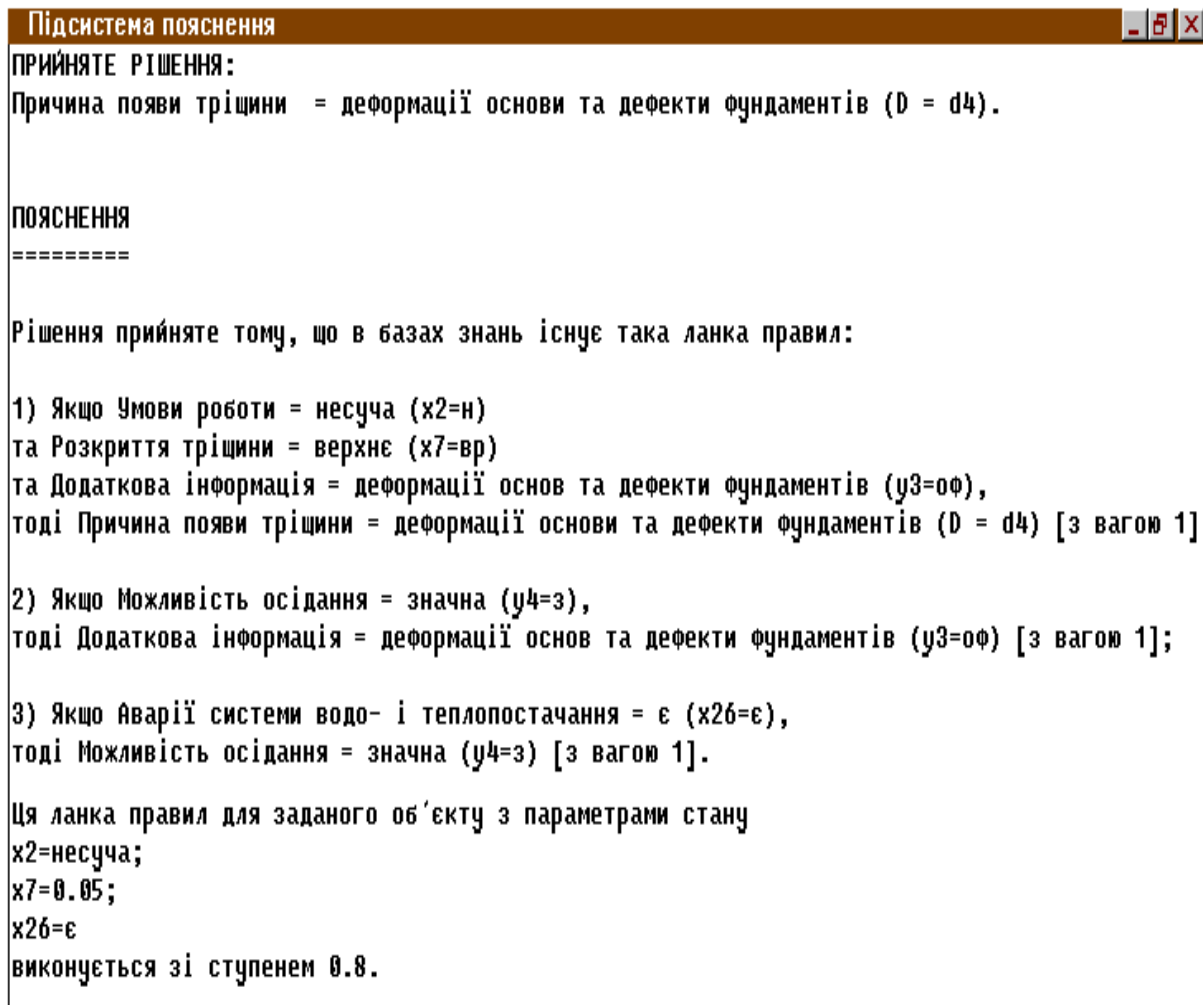 Підсистема пояснення
ПРИЙНЯТЕ РІШЕННЯ:
Причина появи тріщини = деформації основи та дефекти фундаментів (D = d4).
ПОЯСНЕННЯ
=========
Рішення прийняте тому, що в базах знань існує така ланка правил:
1) Якщо Умови роботи = несуча (x2=н)
та Розкриття тріщини = верхнє (x7=вр)
та Додаткова інформація = деформації основ та дефекти фундаментів (y3=оф),
тоді Причина появи тріщини = деформації основи та дефекти фундаментів (D = d4) [з вагою 1]
2) Якщо Можливість осідання = значна (y4=з),
тоді Додаткова інформація = деформації основ та дефекти фундаментів (y3=оф) [з вагою 1];
3) Якщо Аварії системи водо- і теплопостачання = є (x26=є),
тоді Можливість осідання = значна (y4=з) [з вагою 1].
Ця ланка правил для заданого об´єкту з параметрами стану
x2=несуча;
x7=0.05;
x26=є
виконується зі ступенем 0.8.